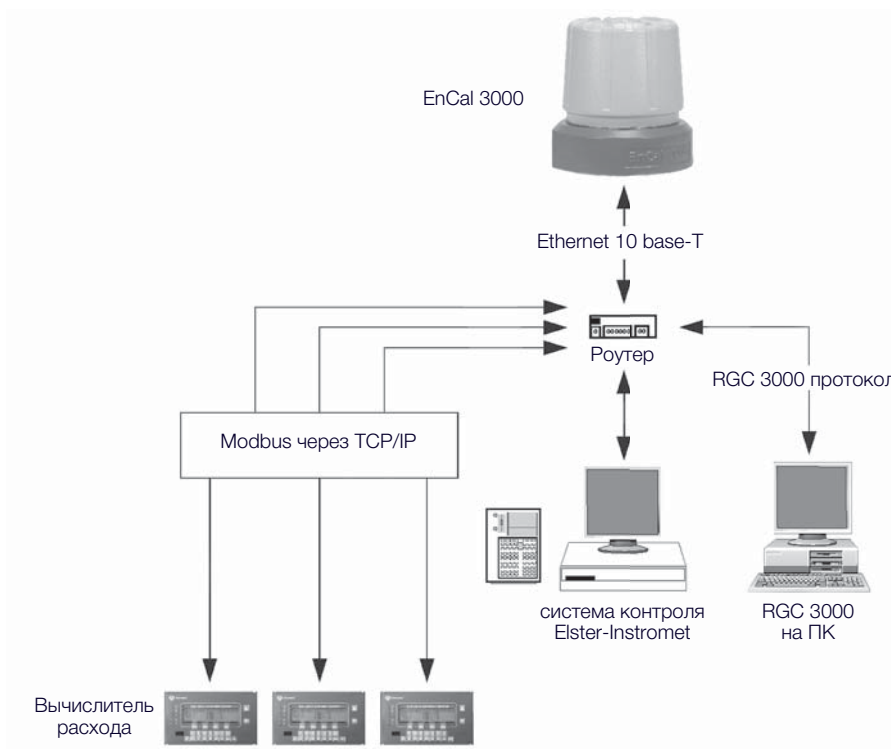 EnCal 3000
Ethernet 10 base-T
Роутер
RGC 3000 протокол
Modbus через TCP/IP
система контроля
Elster-Instromet
RGC 3000
на ПК
Вычислитель
расхода